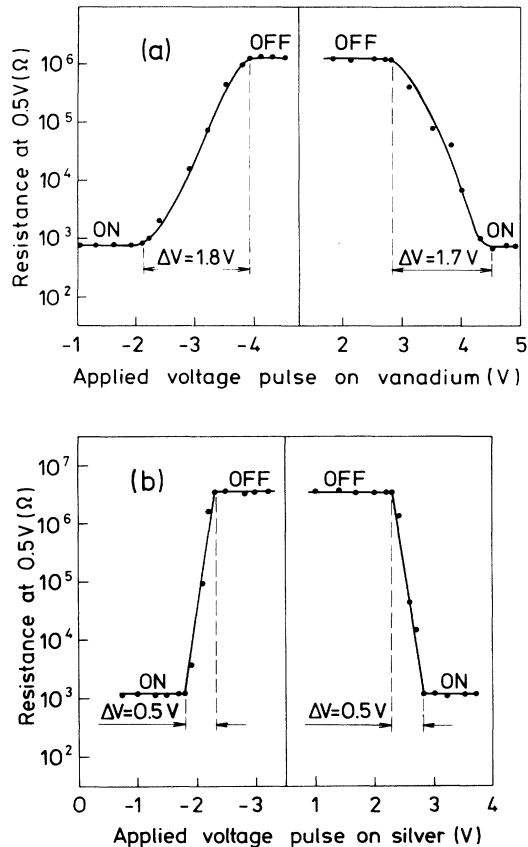 (a)
OFF
OFF
Resistance at 0.5V(Ω)
10⁶
10⁵
10⁴
10³
10²
ON
ON
ΔV=1.8 V
ΔV=1.7 V
-1 -2 -3 -4 2 3 4 5
Applied voltage pulse on vanadium (V)
(b)
OFF
OFF
Resistance at 0.5V(Ω)
10⁷
10⁶
10⁵
10⁴
10³
10²
ON
ON
ΔV=0.5 V
ΔV=0.5 V
0 -1 -2 -3 1 2 3 4
Applied voltage pulse on silver (V)